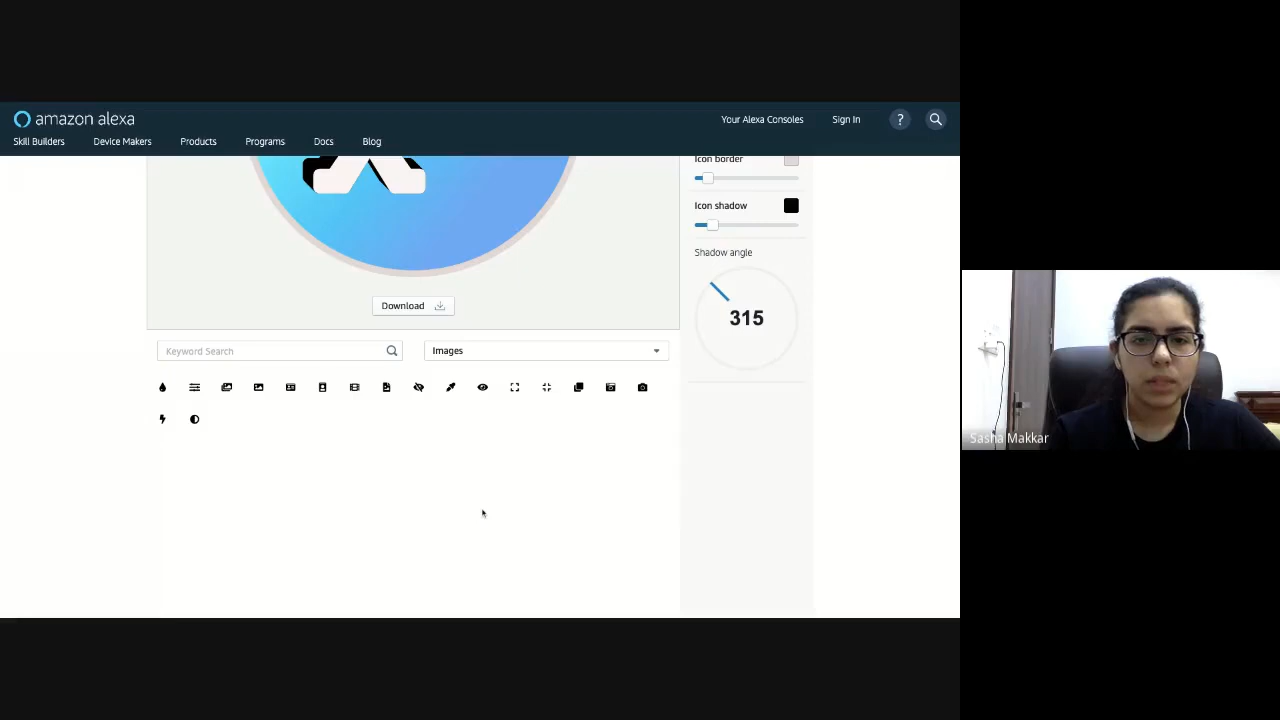 amazon alexa
Your Alexa Consoles
Sign In
?
Skill Builders
Device Makers
Products
Programs
Docs
Blog
Icon border
Icon shadow
Shadow angle
315
Download
Keyword Search
Images
Sasha Makkar